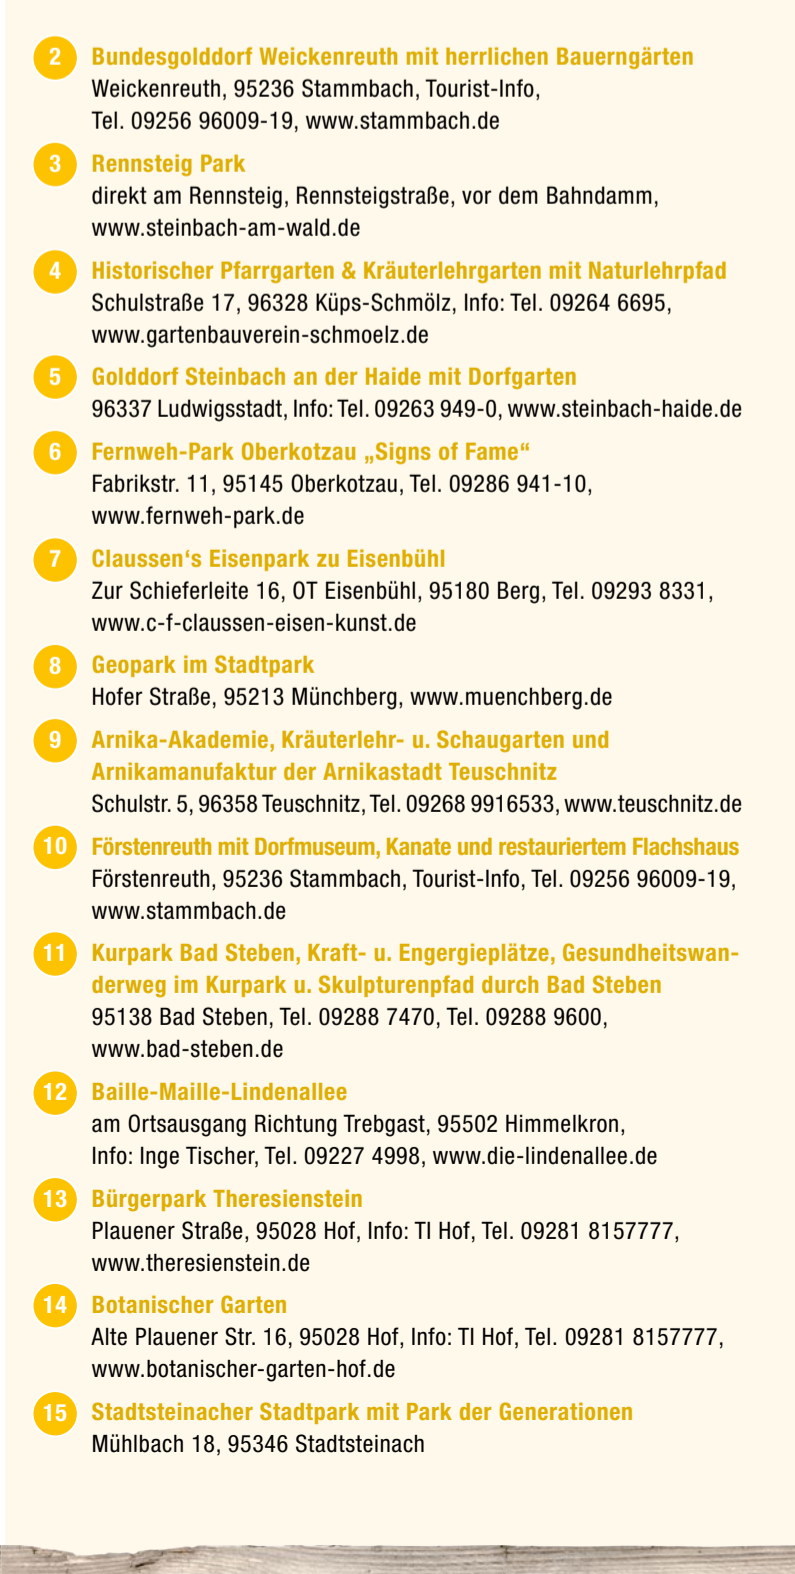 2 Bundesgolddorf Weickenreuth mit herrlichen Bauerngärten
Weickenreuth, 95236 Stammbach, Tourist-Info,
Tel. 09256 96009-19, www.stammbach.de
3 Rennsteig Park
direkt am Rennsteig, Rennsteigstraße, vor dem Bahndamm,
www.steinbach-am-wald.de
4 Historischer Pfarrgarten & Kräuterlehrgarten mit Naturlehrpfad
Schulstraße 17, 96328 Küps-Schmölz, Info: Tel. 09264 6695,
www.gartenbauverein-schmoelz.de
5 Golddorf Steinbach an der Haide mit Dorfgarten
96337 Ludwigsstadt, Info: Tel. 09263 949-0, www.steinbach-haide.de
6 Fernweh-Park Oberkotzau „Signs of Fame“
Fabrikstr. 11, 95145 Oberkotzau, Tel. 09286 941-10,
www.fernweh-park.de
7 Claussen‘s Eisenpark zu Eisenbühl
Zur Schieferleite 16, OT Eisenbühl, 95180 Berg, Tel. 09293 8331,
www.c-f-claussen-eisen-kunst.de
8 Geopark im Stadtpark
Hofer Straße, 95213 Münchberg, www.muenchberg.de
9 Arnika-Akademie, Kräuterlehr- u. Schaugarten und
Arnikamanufaktur der Arnikastadt Teuschnitz
Schulstr. 5, 96358 Teuschnitz, Tel. 09268 9916533, www.teuschnitz.de
10 Förstenreuth mit Dorfmuseum, Kanate und restauriertem Flachshaus
Förstenreuth, 95236 Stammbach, Tourist-Info, Tel. 09256 96009-19,
www.stammbach.de
11 Kurpark Bad Steben, Kraft- u. Engergieplätze, Gesundheitswan-
derweg im Kurpark u. Skulpturenpfad durch Bad Steben
95138 Bad Steben, Tel. 09288 7470, Tel. 09288 9600,
www.bad-steben.de
12 Baille-Maille-Lindenallee
am Ortsausgang Richtung Trebgast, 95502 Himmelkron,
Info: Inge Tischer, Tel. 09227 4998, www.die-lindenallee.de
13 Bürgerpark Theresienstein
Plauener Straße, 95028 Hof, Info: TI Hof, Tel. 09281 8157777,
www.theresienstein.de
14 Botanischer Garten
Alte Plauener Str. 16, 95028 Hof, Info: TI Hof, Tel. 09281 8157777,
www.botanischer-garten-hof.de
15 Stadtsteinacher Stadtpark mit Park der Generationen
Mühlbach 18, 95346 Stadtsteinach